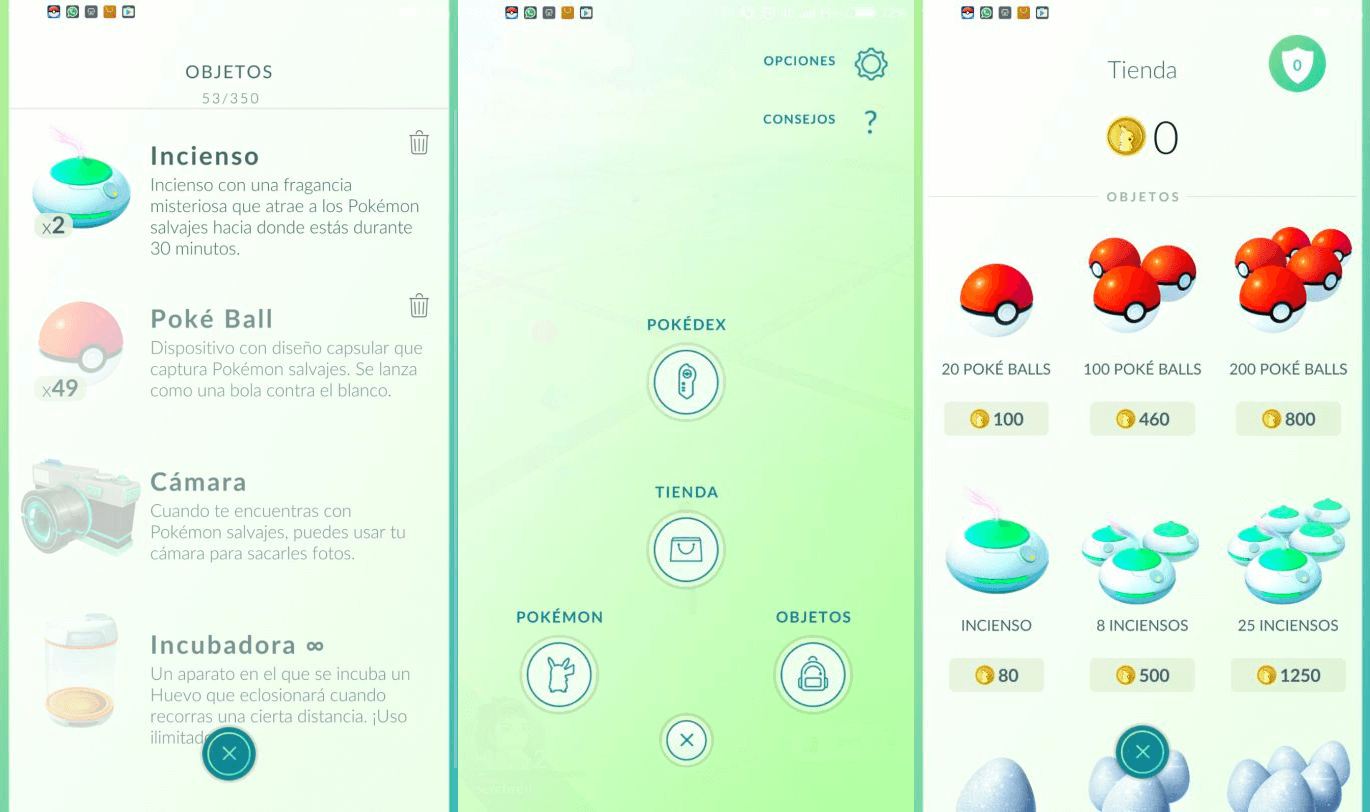 OBJETOS
53/350
Incienso
Incienso con una fragancia
misteriosa que atrae a los Pokémon
salvajes hacia donde estás durante
30 minutos.
x2
Poké Ball
Dispositivo con diseño capsular que
captura Pokémon salvajes. Se lanza
como una bola contra el blanco.
x49
Cámara
Cuando te encuentras con
Pokémon salvajes, puedes usar tu
cámara para sacarles fotos.
Incubadora ∞
Un aparato en el que se incuba un
Huevo que eclosionará cuando
recorras una cierta distancia. ¡Uso
OPCIONES
CONSEJOS ?
POKÉDEX
TIENDA
POKÉMON
OBJETOS
Tienda
0
0
OBJETOS
20 POKÉ BALLS 100 POKÉ BALLS 200 POKÉ BALLS
100 460 800
INCIENSO 8 INCIENSOS 25 INCIENSOS
80 500 1250